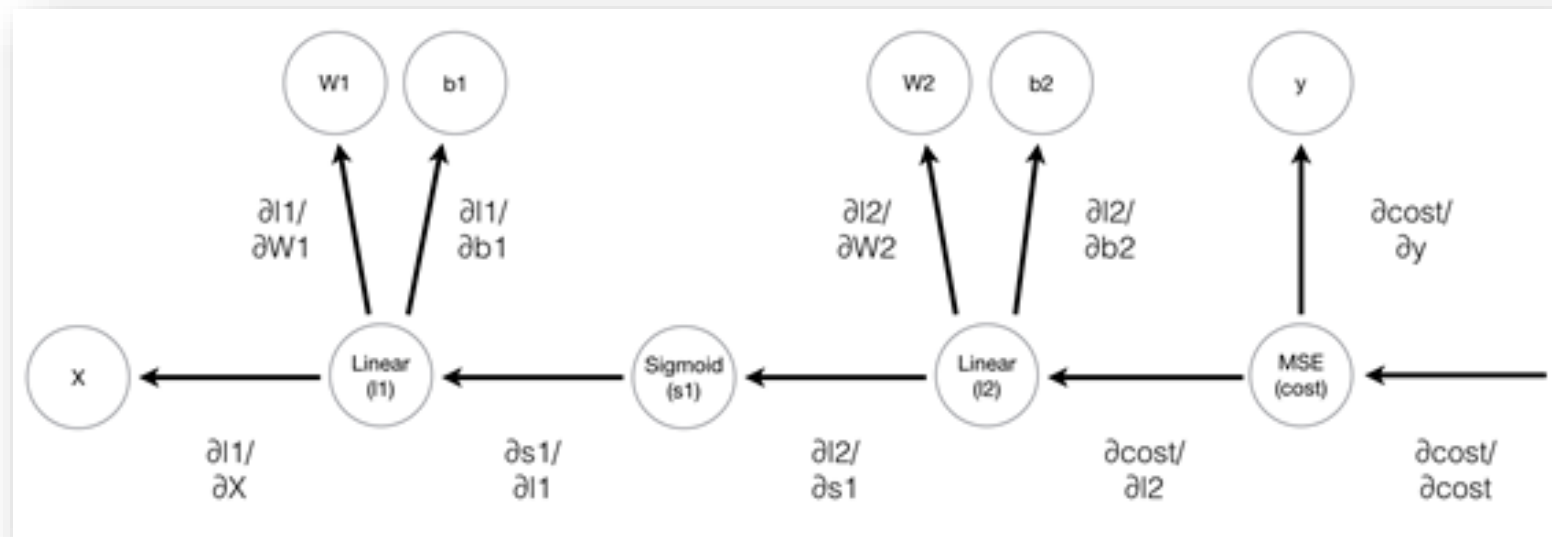 W1
b1
W2
b2
y
∂l1/
∂W1
∂l1/
∂b1
∂l2/
∂W2
∂l2/
∂b2
∂cost/
∂y
X
Linear
(l1)
Sigmoid
(s1)
Linear
(l2)
MSE
(cost)
∂l1/
∂X
∂s1/
∂l1
∂l2/
∂s1
∂cost/
∂l2
∂cost/
∂cost